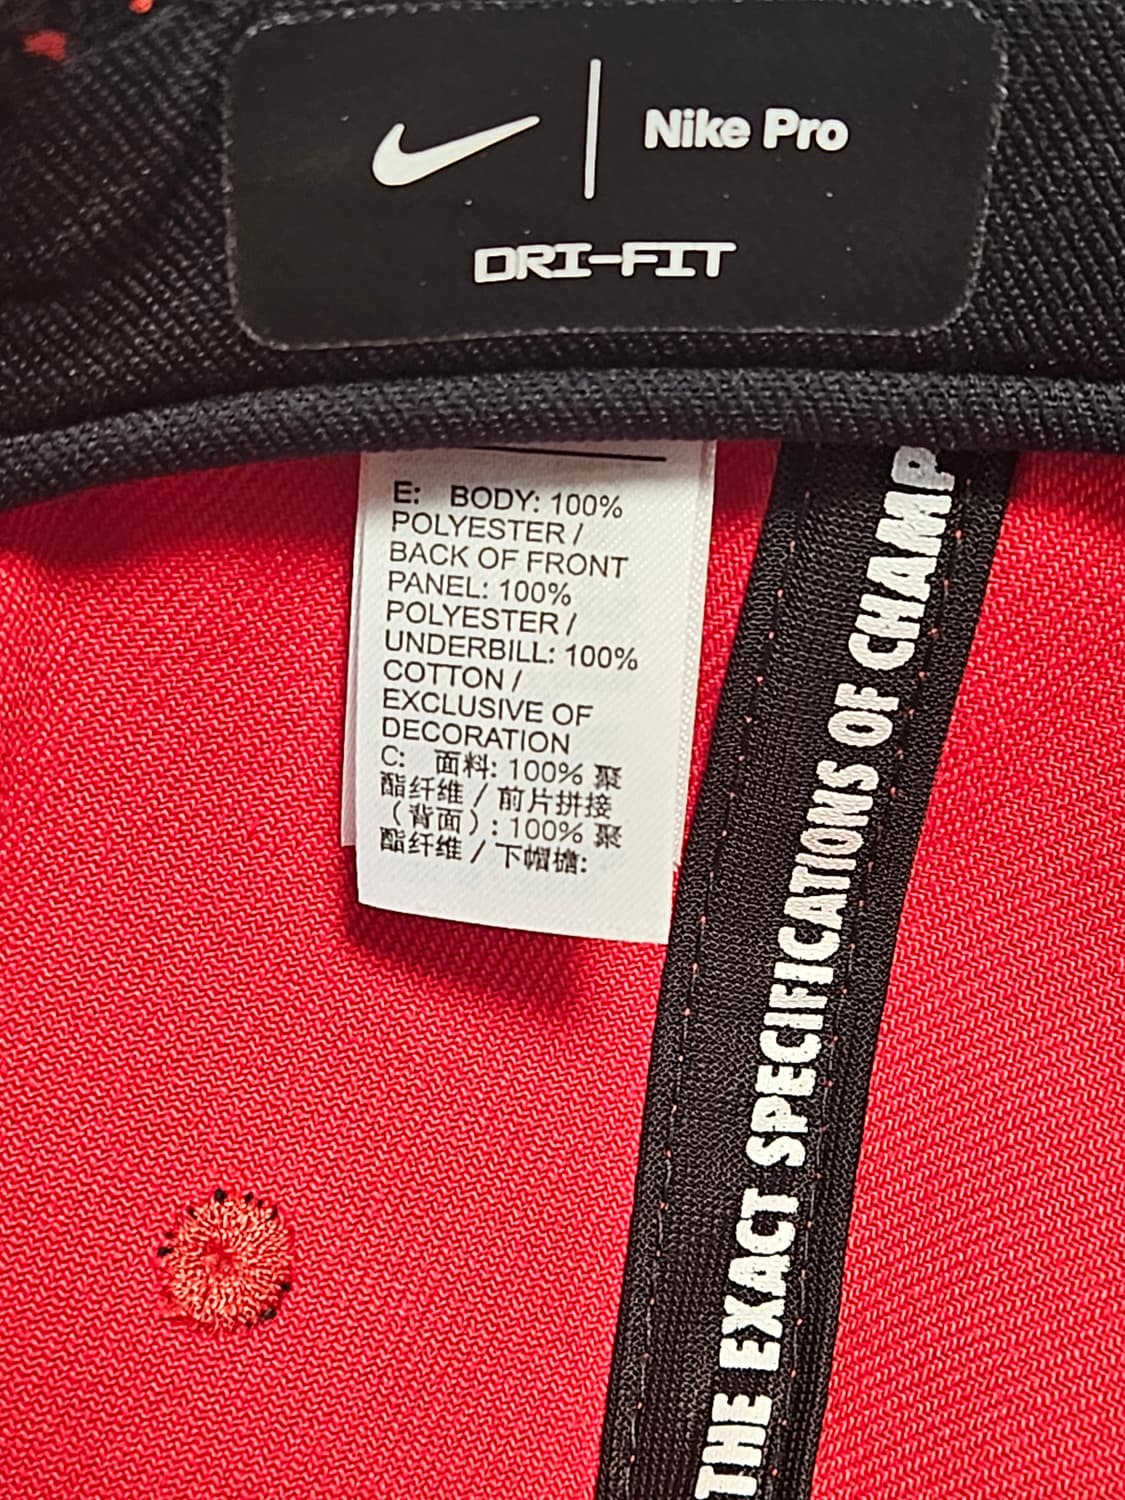 Nike Pro
DRI-FIT
E: BODY: 100%
POLYESTER /
BACK OF FRONT
PANEL: 100%
POLYESTER /
UNDERBILL: 100%
COTTON /
EXCLUSIVE OF
DECORATION
C: 面料: 100% 聚
酯纤维 / 前片拼接
（背面）: 100% 聚
酯纤维 / 下帽檐:
THE EXACT SPECIFICATIONS OF CHAMP